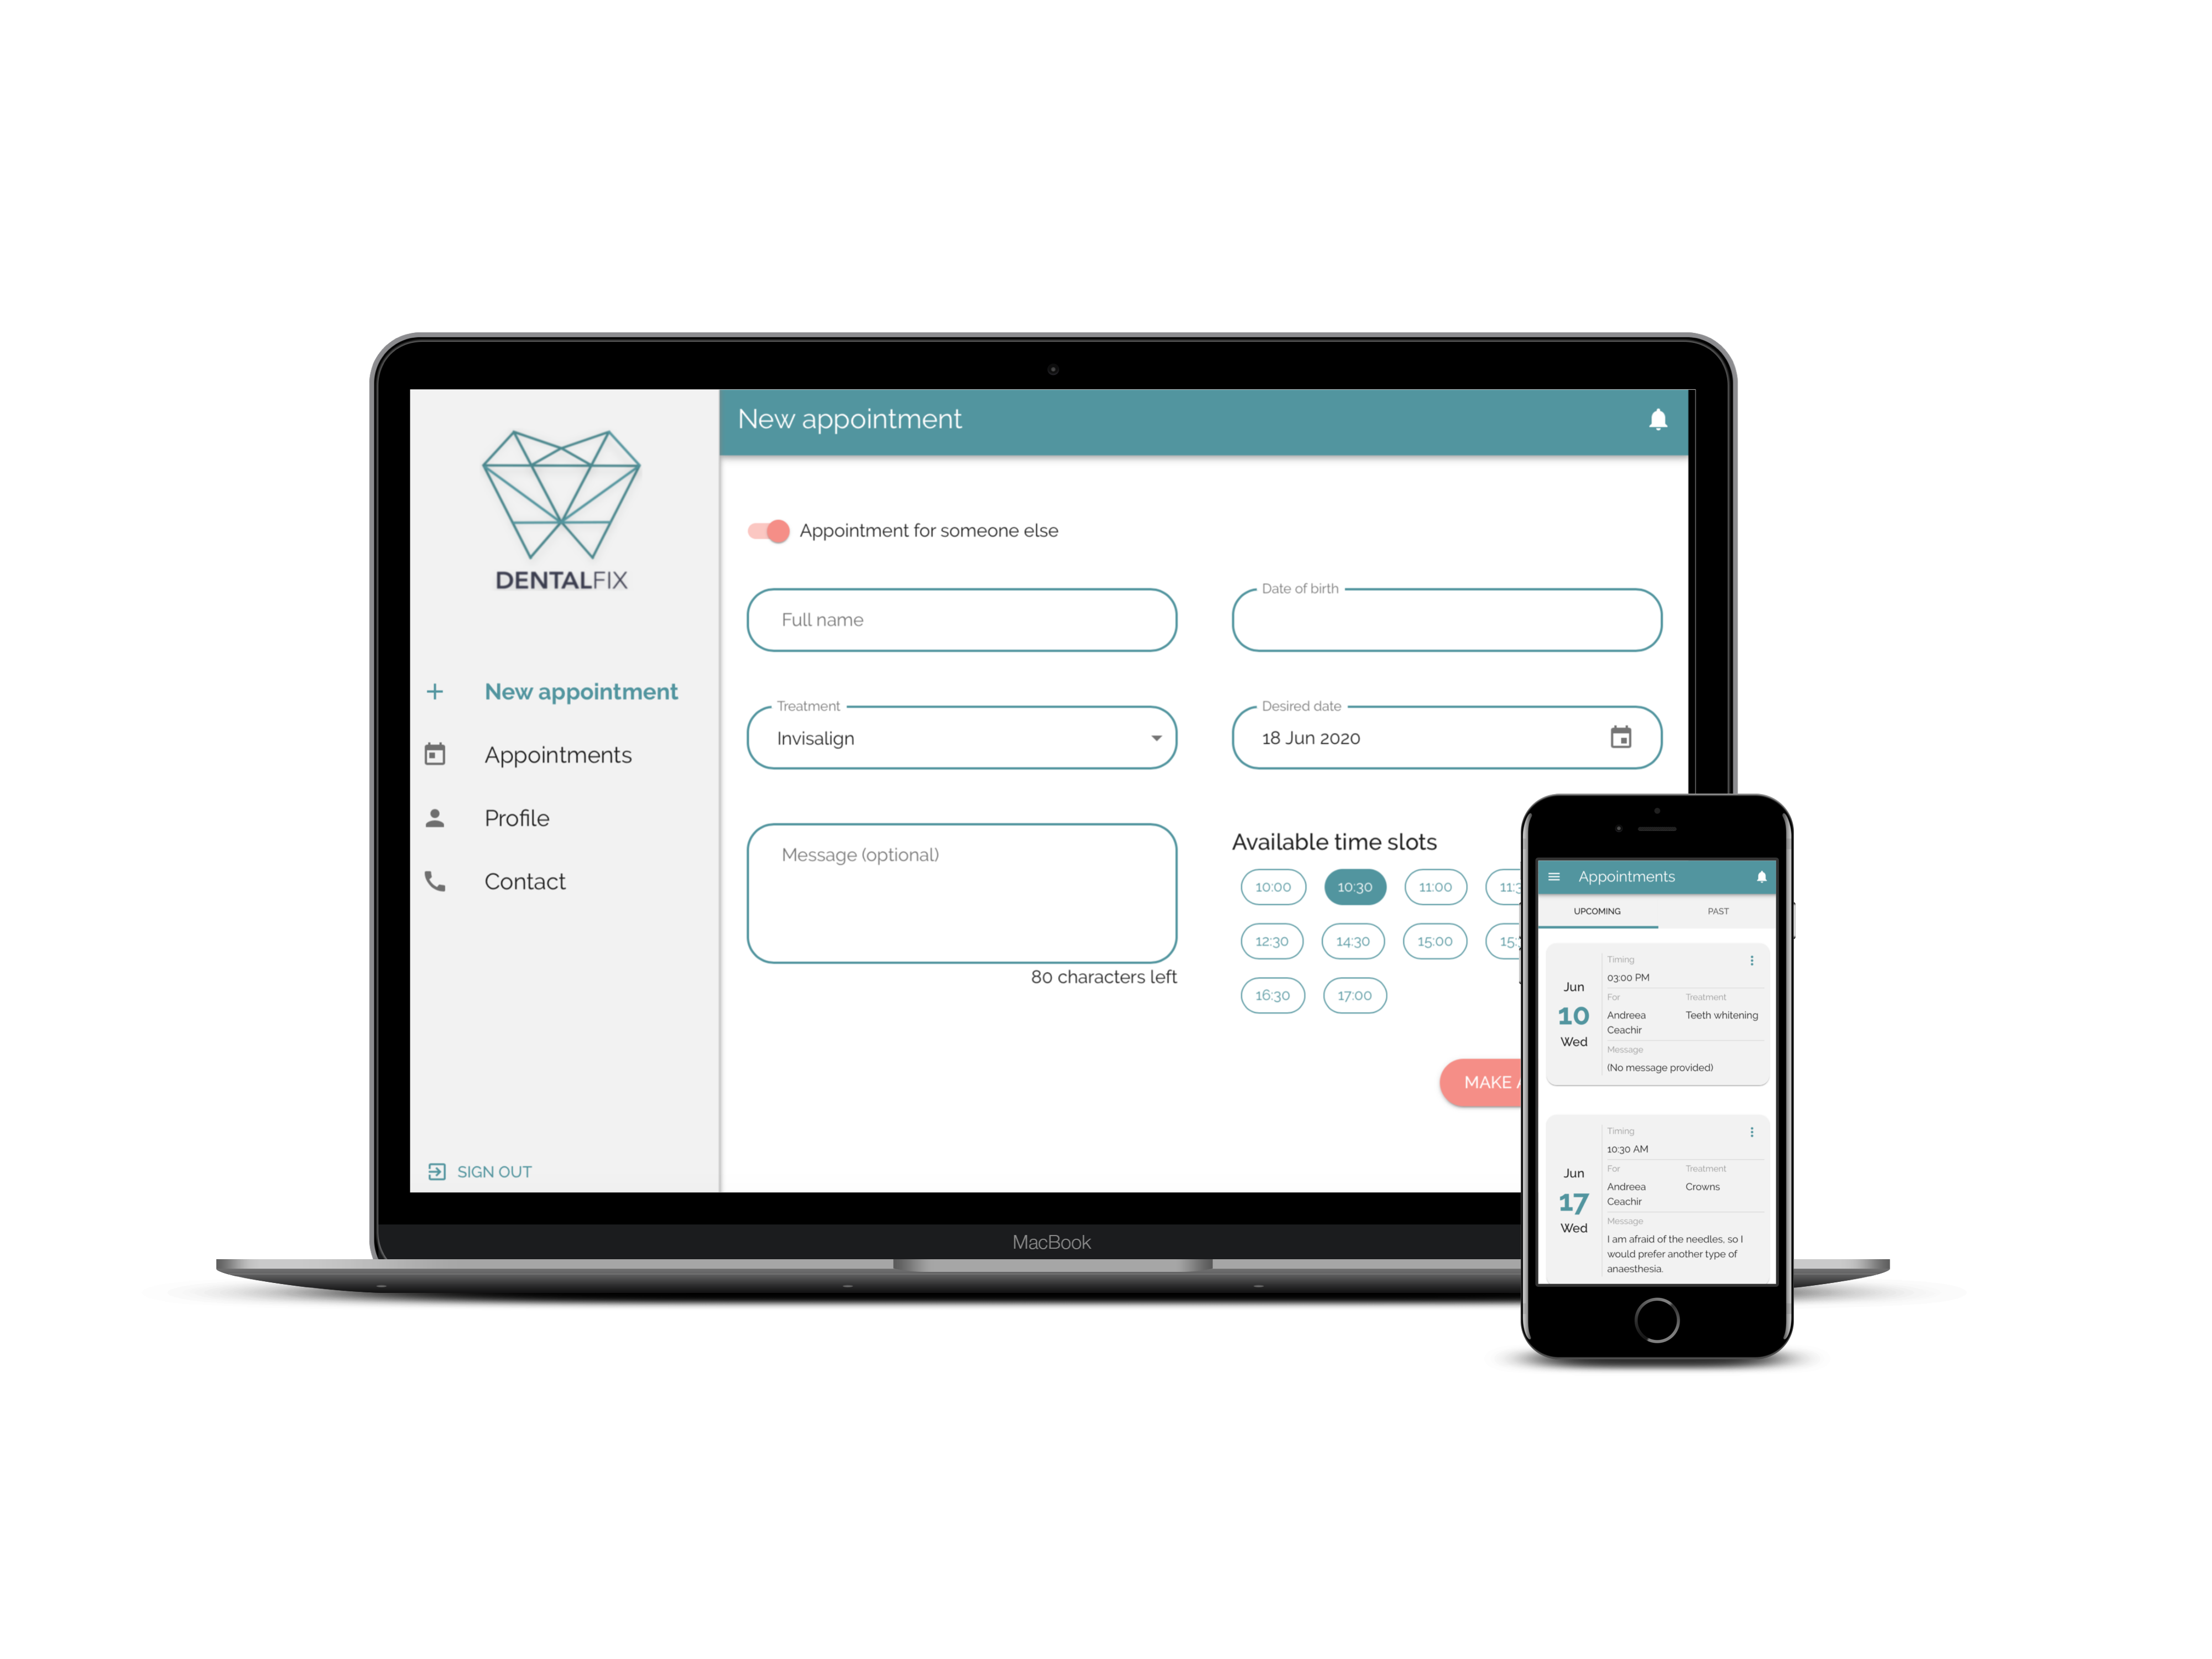 DENTALFIX
New appointment
Appointments
Profile
Contact
SIGN OUT
New appointment
Appointment for someone else
Full name
Date of birth
Treatment
Invisalign
Desired date
18 Jun 2020
Message (optional)
80 characters left
Available time slots
10:00 10:30 11:00
12:30 14:30 15:00
16:30 17:00
MAKE
MacBook
Appointments
UPCOMING PAST
Jun
10
Wed
Timing
03:00 PM
For Treatment
Andreea Teeth whitening
Ceachir
Message
(No message provided)
Jun
17
Wed
Timing
10:30 AM
For Treatment
Andreea Crowns
Ceachir
Message
I am afraid of the needles, so I
would prefer another type of
anaesthesia.